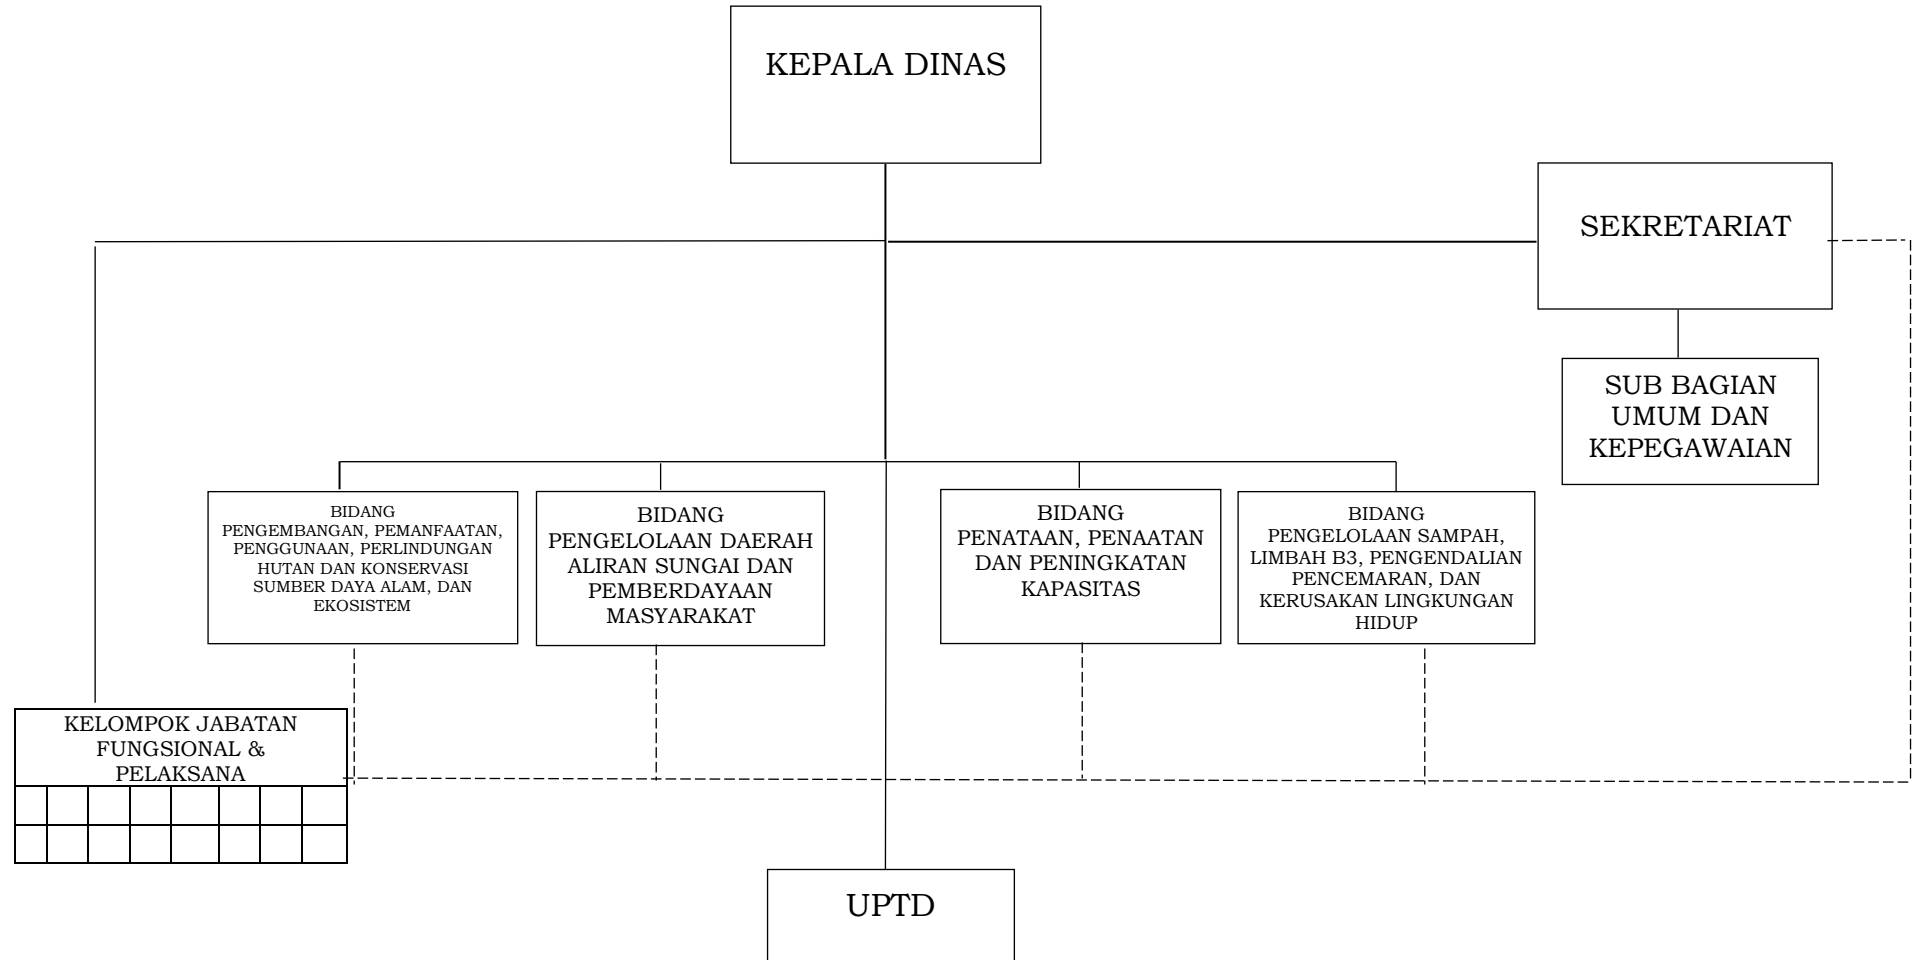 KEPALA DINAS
SEKRETARIAT
SUB BAGIAN
UMUM DAN
KEPEGAWAIAN
BIDANG
PENGEMBANGAN, PEMANFAATAN,
PENGGUNAAN, PERLINDUNGAN
HUTAN DAN KONSERVASI
SUMBER DAYA ALAM, DAN
EKOSISTEM
BIDANG
PENGELOLAAN DAERAH
ALIRAN SUNGAI DAN
PEMBERDAYAAN
MASYARAKAT
BIDANG
PENATAAN, PENAATAN
DAN PENINGKATAN
KAPASITAS
BIDANG
PENGELOLAAN SAMPAH,
LIMBAH B3, PENGENDALIAN
PENCEMARAN, DAN
KERUSAKAN LINGKUNGAN
HIDUP
KELOMPOK JABATAN
FUNGSIONAL &
PELAKSANA
UPTD